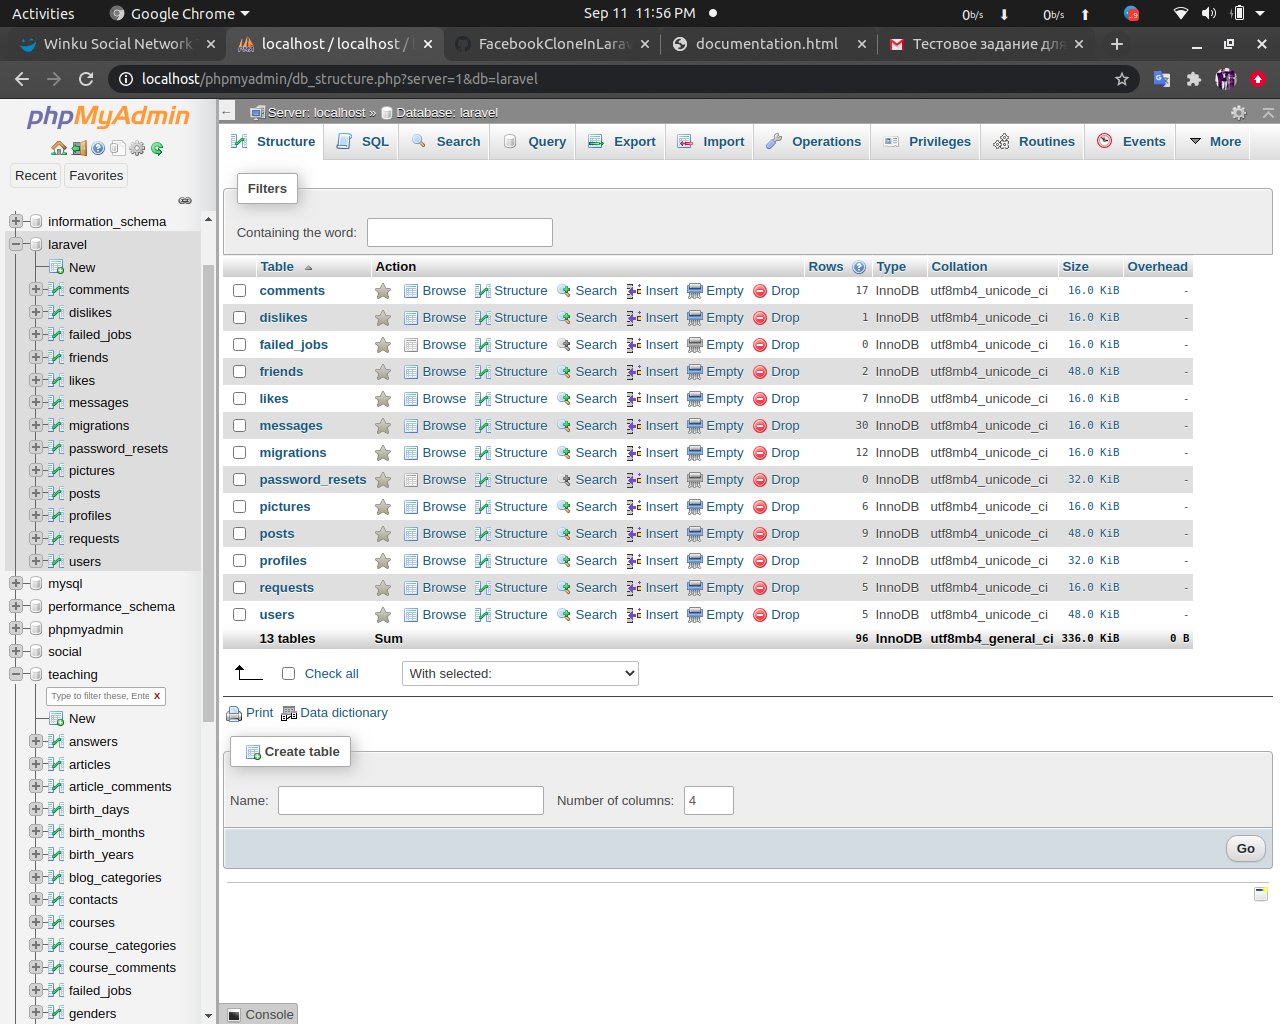 Activities
Google Chrome
Sep 11 11:56 PM
0b/s
0b/s
Winku Social Network
localhost / localhost / l
FacebookCloneInLarav
documentation.html
Тестовое задание для
localhost/phpmyadmin/db_structure.php?server=1&db=laravel
phpMyAdmin
Recent
Favorites
information_schema
laravel
New
comments
dislikes
failed_jobs
friends
likes
messages
migrations
password_resets
pictures
posts
profiles
requests
users
mysql
performance_schema
phpmyadmin
social
teaching
Type to filter these, Ente X
New
answers
articles
article_comments
birth_days
birth_months
birth_years
blog_categories
contacts
courses
course_categories
course_comments
failed_jobs
genders
Server: localhost » Database: laravel
Structure SQL Search Query Export Import Operations Privileges Routines Events More
Filters
Containing the word:
Table Action Rows Type Collation Size Overhead
comments Browse Structure Search Insert Empty Drop 17 InnoDB utf8mb4_unicode_ci 16.0 KiB -
dislikes Browse Structure Search Insert Empty Drop 1 InnoDB utf8mb4_unicode_ci 16.0 KiB -
failed_jobs Browse Structure Search Insert Empty Drop 0 InnoDB utf8mb4_unicode_ci 16.0 KiB -
friends Browse Structure Search Insert Empty Drop 2 InnoDB utf8mb4_unicode_ci 48.0 KiB -
likes Browse Structure Search Insert Empty Drop 7 InnoDB utf8mb4_unicode_ci 16.0 KiB -
messages Browse Structure Search Insert Empty Drop 30 InnoDB utf8mb4_unicode_ci 16.0 KiB -
migrations Browse Structure Search Insert Empty Drop 12 InnoDB utf8mb4_unicode_ci 16.0 KiB -
password_resets Browse Structure Search Insert Empty Drop 0 InnoDB utf8mb4_unicode_ci 32.0 KiB -
pictures Browse Structure Search Insert Empty Drop 6 InnoDB utf8mb4_unicode_ci 16.0 KiB -
posts Browse Structure Search Insert Empty Drop 9 InnoDB utf8mb4_unicode_ci 48.0 KiB -
profiles Browse Structure Search Insert Empty Drop 2 InnoDB utf8mb4_unicode_ci 32.0 KiB -
requests Browse Structure Search Insert Empty Drop 5 InnoDB utf8mb4_unicode_ci 16.0 KiB -
users Browse Structure Search Insert Empty Drop 5 InnoDB utf8mb4_unicode_ci 48.0 KiB -
13 tables Sum 96 InnoDB utf8mb4_general_ci 336.0 KiB 0 B
Check all With selected:
Print Data dictionary
Create table
Name: Number of columns: 4
Go
Console